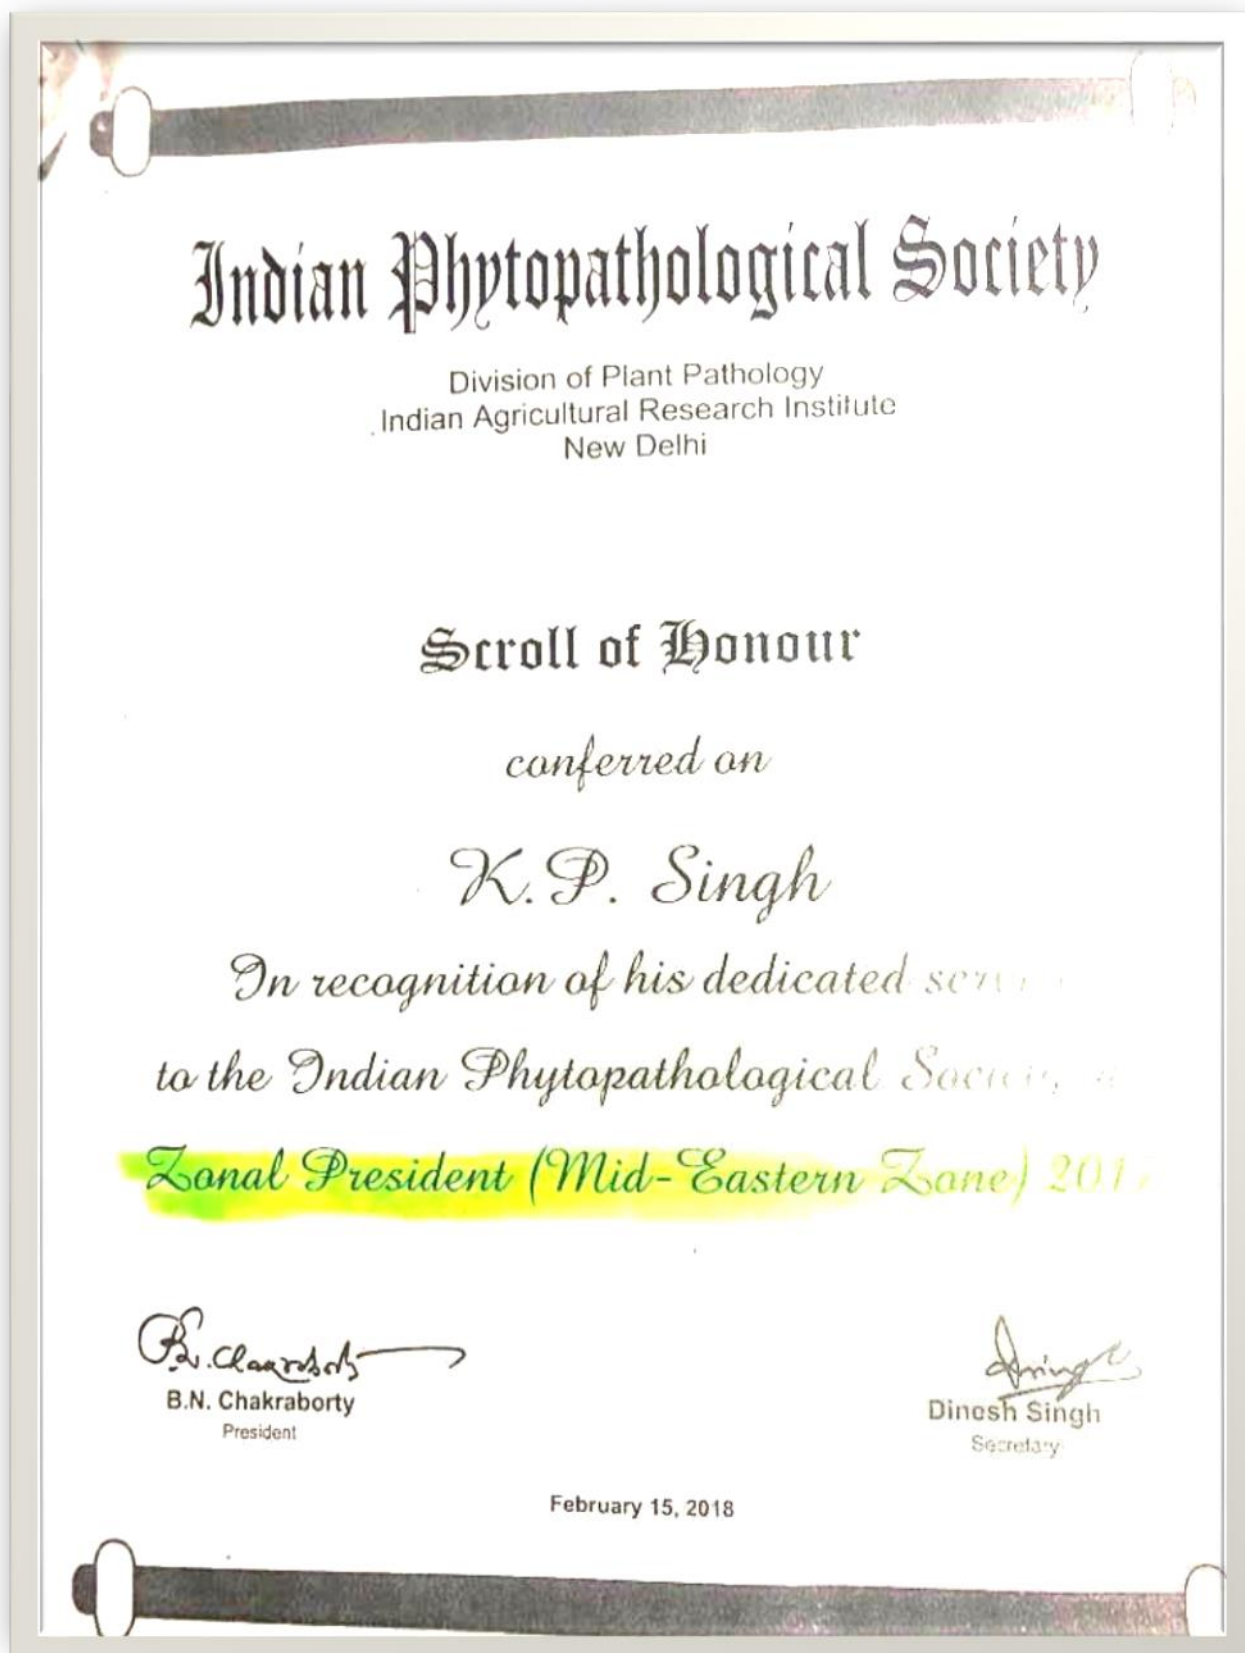 Indian Phytopathological Society
Division of Plant Pathology
Indian Agricultural Research Institute
New Delhi
Scroll of Honour
conferred on
K.P. Singh
In recognition of his dedicated
to the Indian Phytopathological Society,
Zonal President (Mid-Eastern Zone) 2017
B.N. Chakraborty
President
Dinesh Singh
Secretary
February 15, 2018